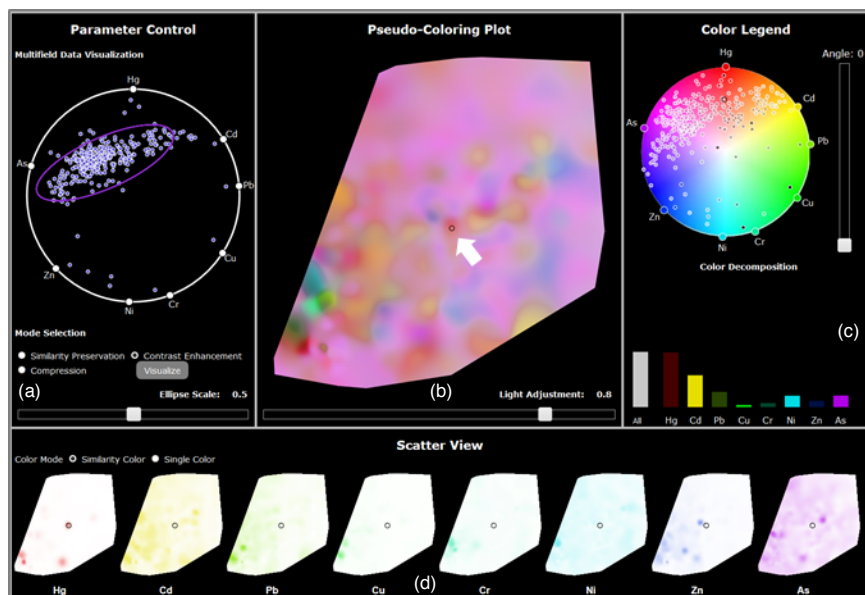 Parameter Control
Multifield Data Visualization
Hg
Cd
Pb
Cu
Cr
Ni
Zn
As
Mode Selection
Similarity Preservation
Contrast Enhancement
Compression
Visualize
(a)
Ellipse Scale: 0.5
Pseudo-Coloring Plot
(b)
Light Adjustment: 0.8
Color Legend
Angle: 0
Hg
Cd
Pb
Cu
Cr
Ni
Zn
As
Color Decomposition
(c)
All Hg Cd Pb Cu Cr Ni Zn As
Scatter View
Color Mode Similarity Color Single Color
Hg Cd Pb Cu Cr Ni Zn As
(d)